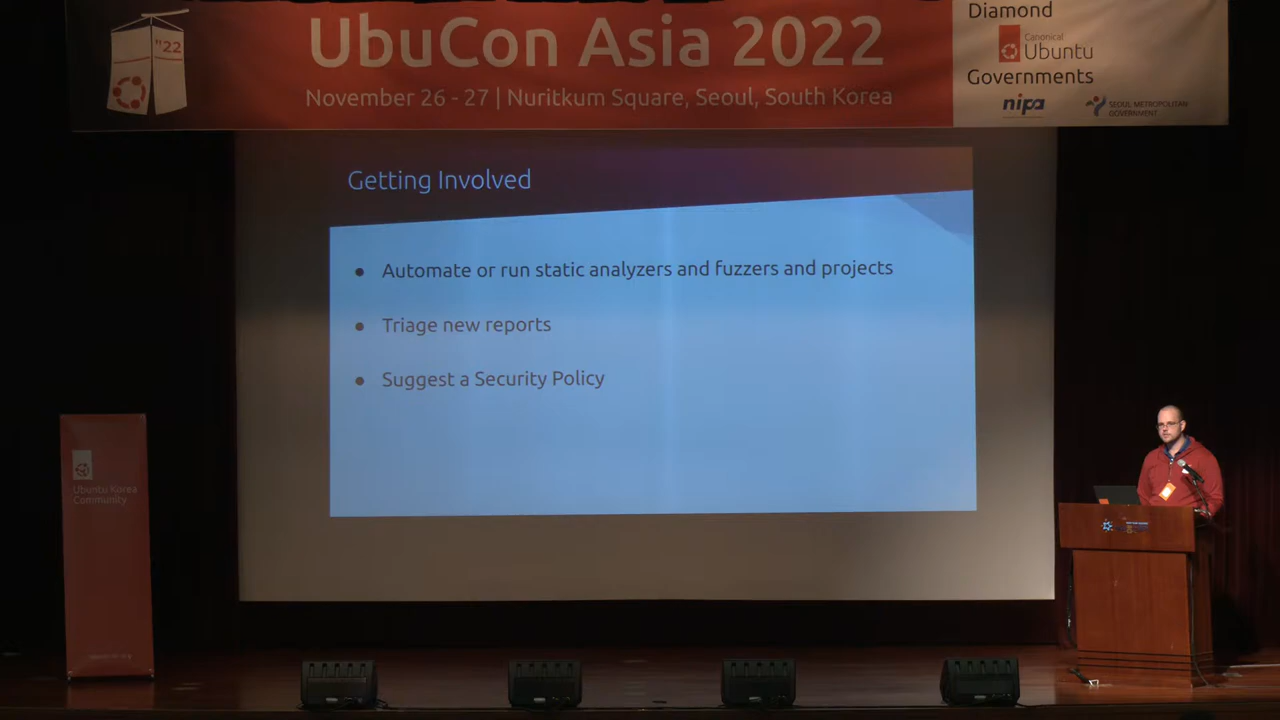 "22
UbuCon Asia 2022
November 26 - 27 | Nuritkum Square, Seoul, South Korea
Diamond
Canonical
Ubuntu
Governments
nipa
SEOUL METROPOLITAN
GOVERNMENT
Getting Involved
● Automate or run static analyzers and fuzzers and projects
● Triage new reports
● Suggest a Security Policy
Ubuntu Korea
Community